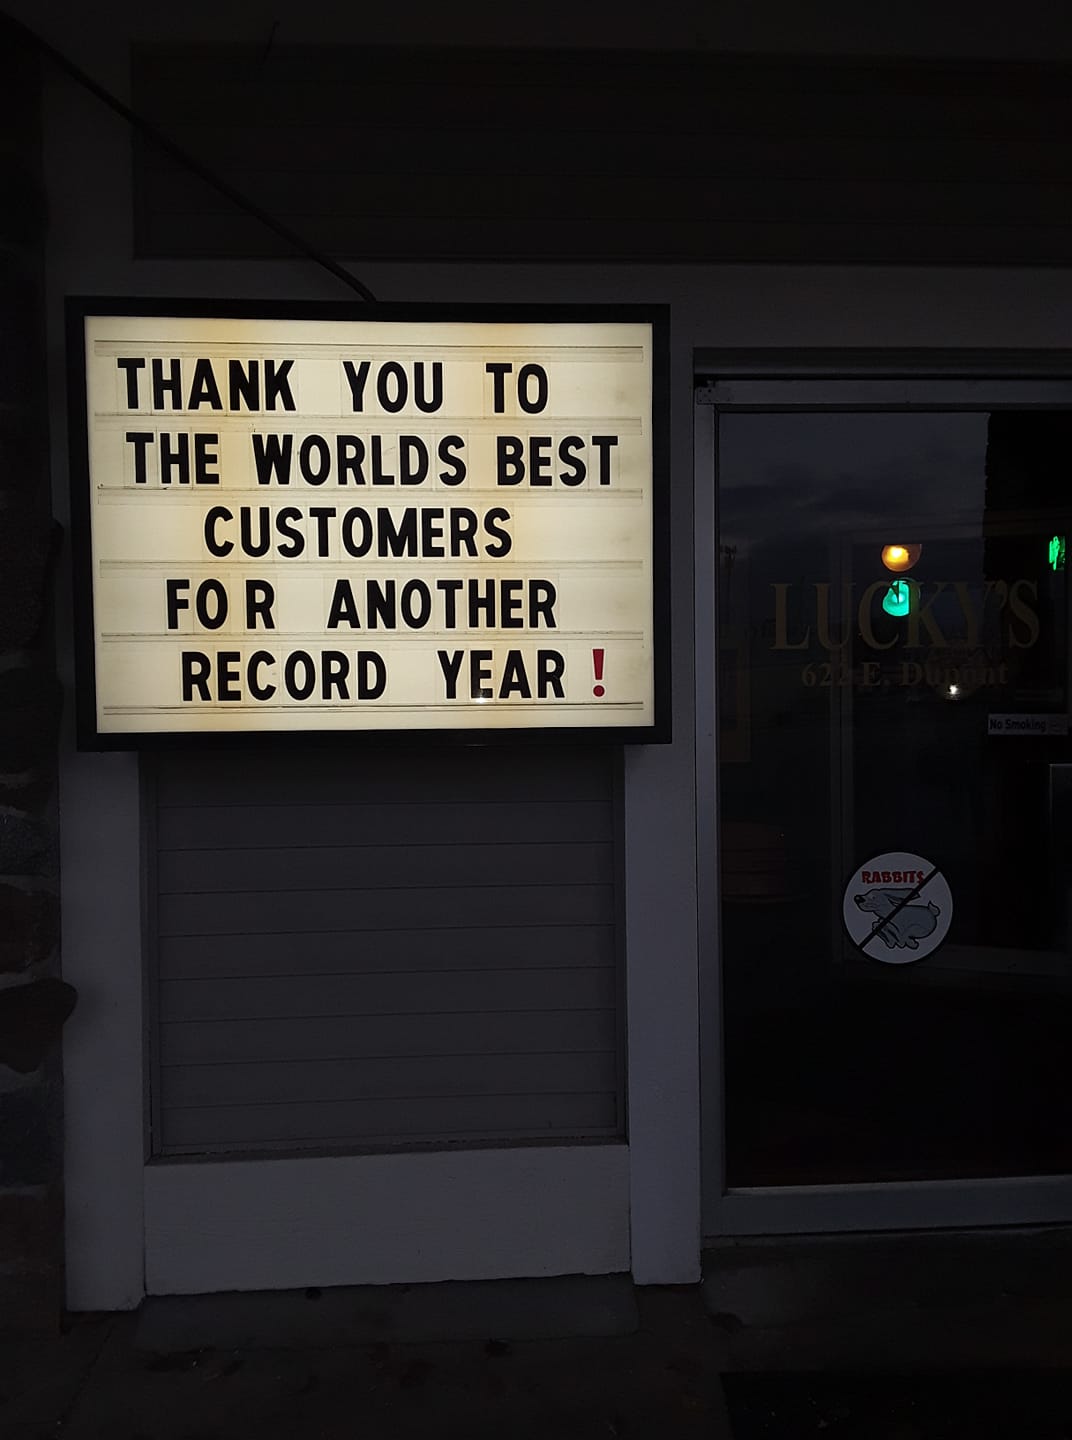 THANK YOU TO
THE WORLDS BEST
CUSTOMERS
FOR ANOTHER
RECORD YEAR!
LUCKY'S
622 E. Dupont
No Smoking
RABBITS